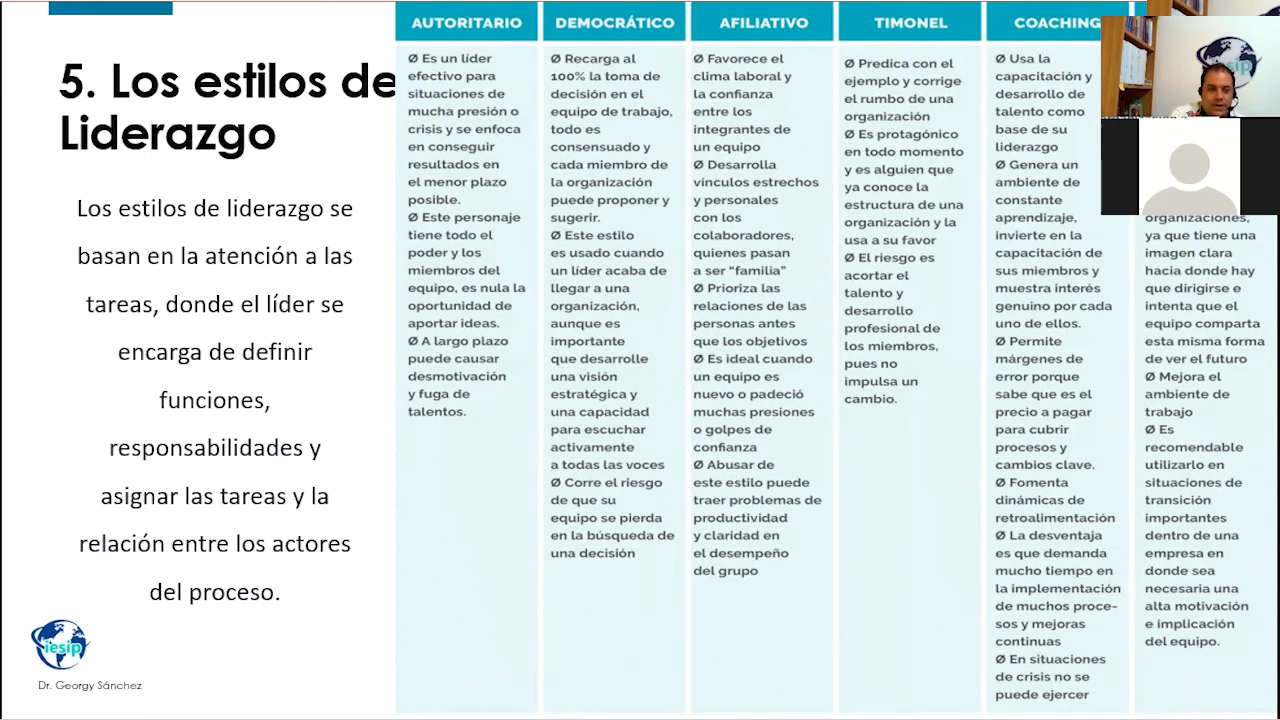 5. Los estilos de
Liderazgo
Los estilos de liderazgo se
basan en la atención a las
tareas, donde el líder se
encarga de definir
funciones,
responsabilidades y
asignar las tareas y la
relación entre los actores
del proceso.
iesip
Dr. Georgy Sánchez
AUTORITARIO
Ø Es un líder
efectivo para
situaciones de
mucha presión o
crisis y se enfoca
en conseguir
resultados en
el menor plazo
posible.
Ø Este personaje
tiene todo el
poder y los
miembros del
equipo, es nula la
oportunidad de
aportar ideas.
Ø A largo plazo
puede causar
desmotivación
y fuga de
talentos.
DEMOCRÁTICO
Ø Recarga al
100% la toma de
decisión en el
equipo de trabajo,
todo es
consensuado y
cada miembro de
la organización
puede proponer y
sugerir.
Ø Este estilo
es usado cuando
un líder acaba de
llegar a una
organización,
aunque es
importante
que desarrolle
una visión
estratégica y
una capacidad
para escuchar
activamente
a todas las voces
Ø Corre el riesgo
de que su
equipo se pierda
en la búsqueda de
una decisión
AFILIATIVO
Ø Favorece el
clima laboral y
la confianza
entre los
integrantes de
un equipo
Ø Desarrolla
vínculos estrechos
y personales
con los
colaboradores,
quienes pasan
a ser “familia”
Ø Prioriza las
relaciones de las
personas antes
que los objetivos
Ø Es ideal cuando
un equipo es
nuevo o padeció
muchas presiones
o golpes de
confianza
Ø Abusar de
este estilo puede
traer problemas de
productividad
y claridad en
el desempeño
del grupo
TIMONEL
Ø Predica con el
ejemplo y corrige
el rumbo de una
organización
Ø Es protagónico
en todo momento
y es alguien que
ya conoce la
estructura de una
organización y la
usa a su favor
Ø El riesgo es
acortar el
talento y
desarrollo
profesional de
los miembros,
pues no
impulsa un
cambio.
COACHING
Ø Usa la
capacitación y
desarrollo de
talento como
base de su
liderazgo
Ø Genera un
ambiente de
constante
aprendizaje,
invierte en la
capacitación de
sus miembros y
muestra interés
genuino por cada
uno de ellos.
Ø Permite
márgenes de
error porque
sabe que es el
precio a pagar
para cubrir
procesos y
cambios clave.
Ø Fomenta
dinámicas de
retroalimentación
Ø La desventaja
es que demanda
mucho tiempo en
la implementación
de muchos proce-
sos y mejoras
continuas
Ø En situaciones
de crisis no se
puede ejercer
organizaciones,
ya que tiene una
imagen clara
hacia donde hay
que dirigirse e
intenta que el
equipo comparta
esta misma forma
de ver el futuro
Ø Mejora el
ambiente de
trabajo
Ø Es
recomendable
utilizarlo en
situaciones de
transición
importantes
dentro de una
empresa en
donde sea
necesaria una
alta motivación
e implicación
del equipo.